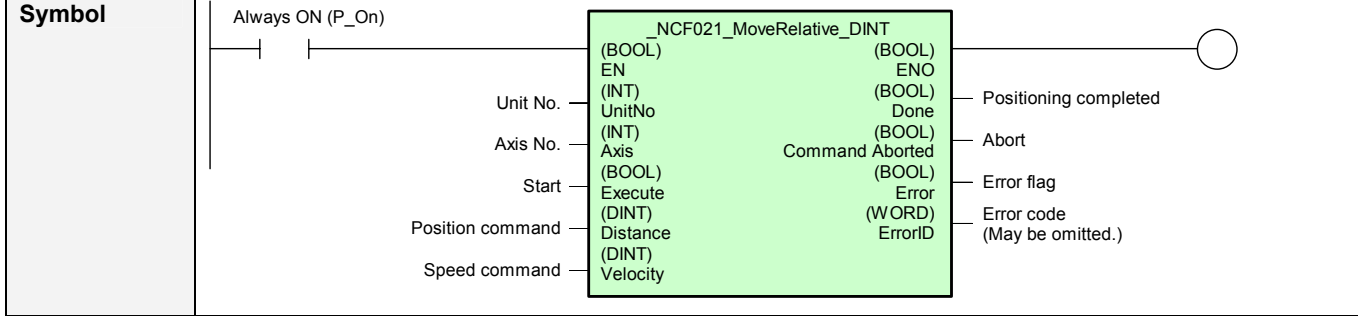 Symbol
Always ON (P_On)
_NCF021_MoveRelative_DINT
(BOOL) (BOOL)
EN ENO
(INT) (BOOL)
Unit No. UnitNo Done Positioning completed
(INT) (BOOL)
Axis No. Axis Command Aborted Abort
(BOOL) (BOOL)
Start Execute Error Error flag
(DINT) (WORD) Error code
Position command Distance ErrorID (May be omitted.)
(DINT)
Speed command Velocity